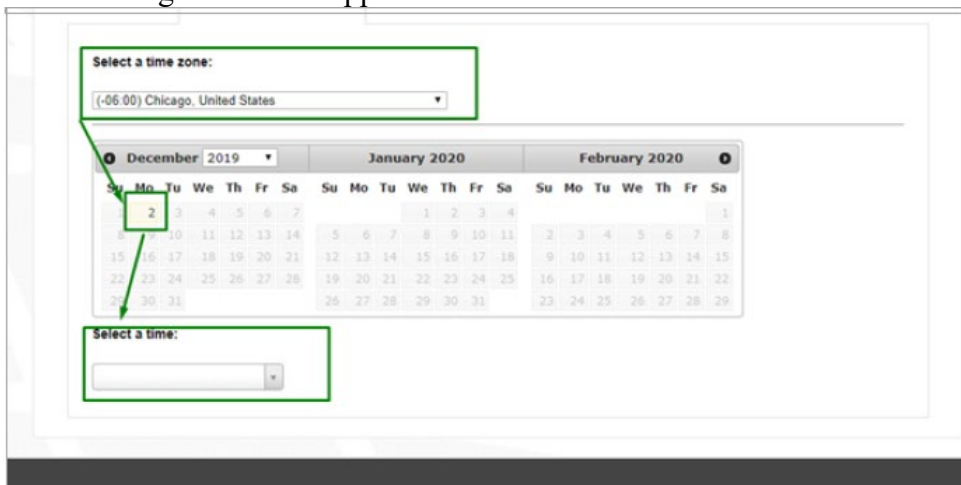 Select a time zone:
(-06:00) Chicago, United States
December 2019 January 2020 February 2020
Su Mo Tu We Th Fr Sa Su Mo Tu We Th Fr Sa Su Mo Tu We Th Fr Sa
1 2 3 4 5 6 7 1 2 3 4 1
8 9 10 11 12 13 14 5 6 7 8 9 10 11 2 3 4 5 6 7 8
15 16 17 18 19 20 21 12 13 14 15 16 17 18 9 10 11 12 13 14 15
22 23 24 25 26 27 28 19 20 21 22 23 24 25 16 17 18 19 20 21 22
29 30 31 26 27 28 29 30 31 23 24 25 26 27 28 29
Select a time: